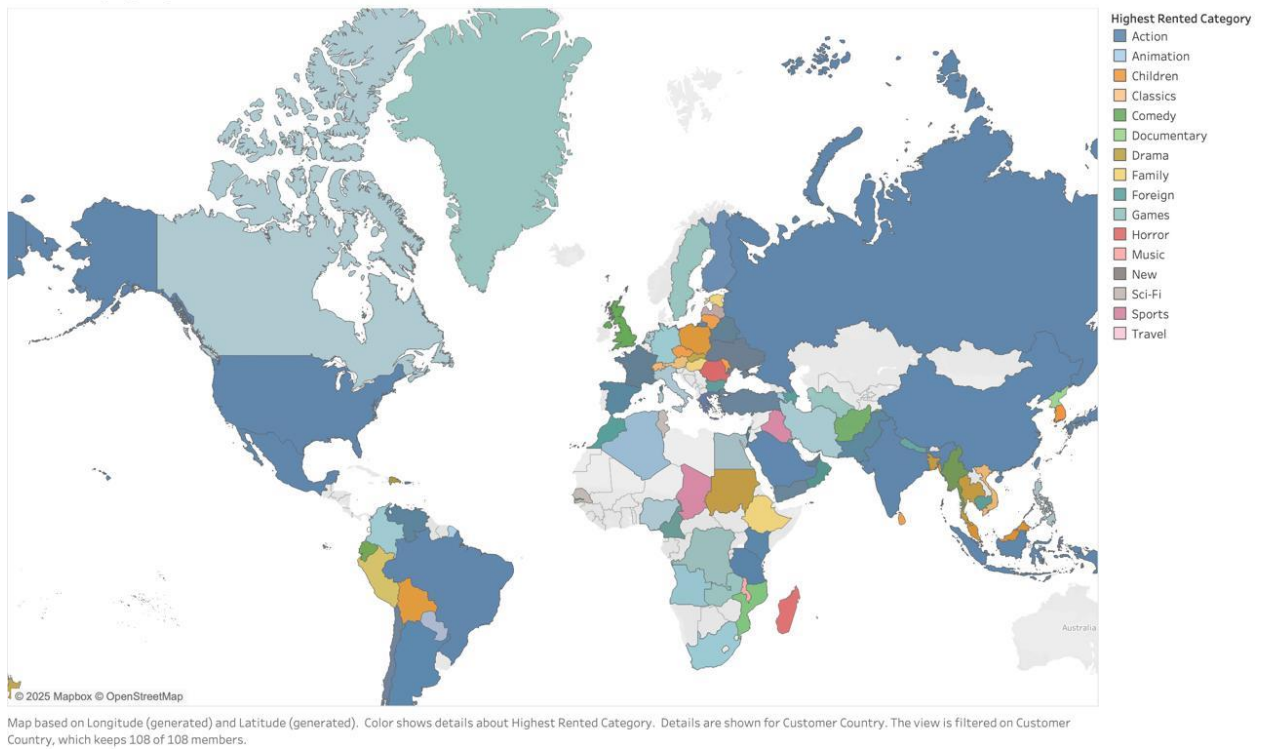 Highest Rented Category
Action
Animation
Children
Classics
Comedy
Documentary
Drama
Family
Foreign
Games
Horror
Music
New
Sci-Fi
Sports
Travel
Australia
© 2025 Mapbox © OpenStreetMap
Map based on Longitude (generated) and Latitude (generated).  Color shows details about Highest Rented Category.  Details are shown for Customer Country. The view is filtered on Customer
Country, which keeps 108 of 108 members.